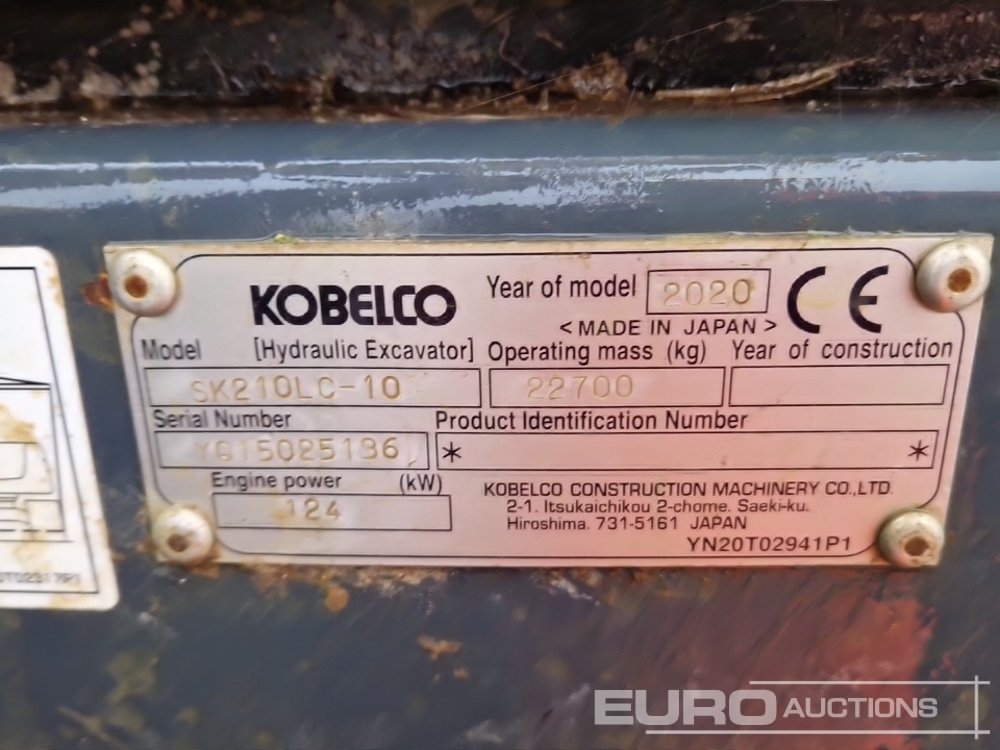 KOBELCO
Year of model 2020
CE
< MADE IN JAPAN >
Model [Hydraulic Excavator] Operating mass (kg) Year of construction
SK210LC-10 22700
Serial Number Product Identification Number
YQ15025136 * *
Engine power (kW)
124
KOBELCO CONSTRUCTION MACHINERY CO.,LTD.
2-1. Itsukaichikou 2-chome. Saeki-ku.
Hiroshima. 731-5161 JAPAN
YN20T02941P1
EURO AUCTIONS